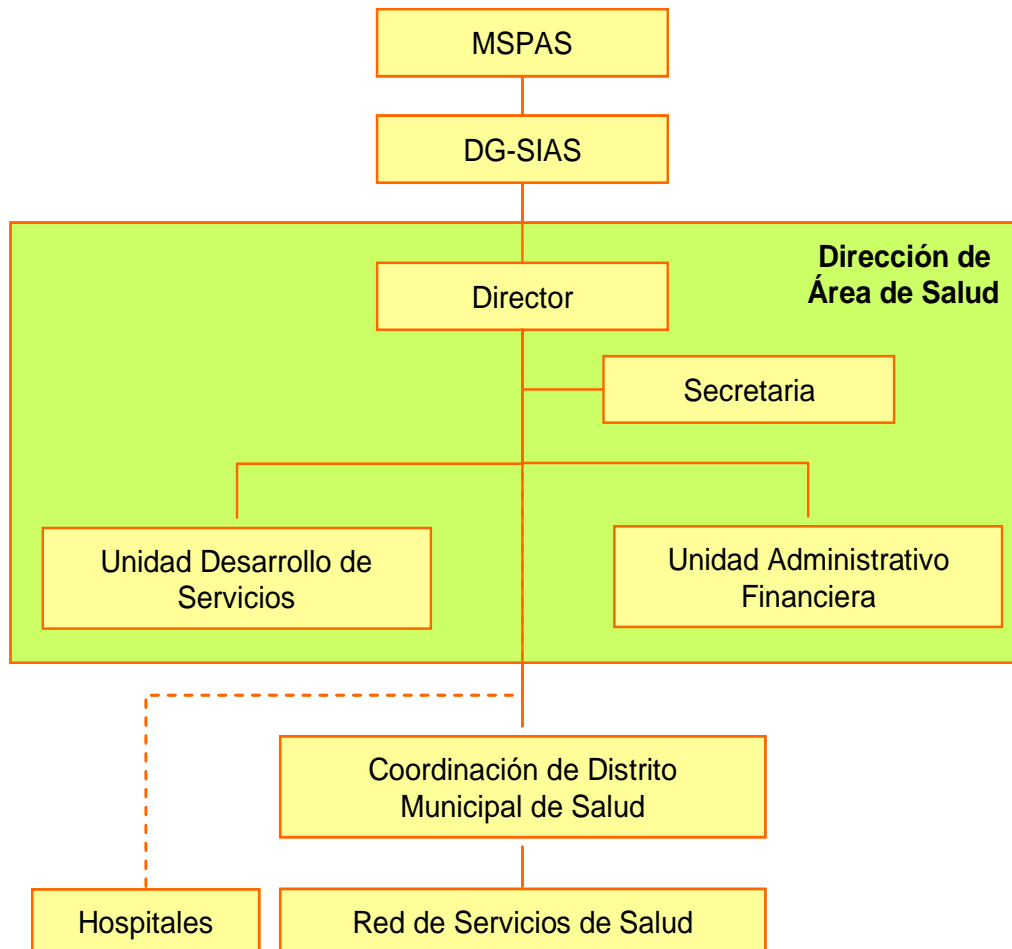 MSPAS
DG-SIAS
Dirección de
Área de Salud
Director
Secretaria
Unidad Desarrollo de
Servicios
Unidad Administrativo
Financiera
Coordinación de Distrito
Municipal de Salud
Hospitales
Red de Servicios de Salud